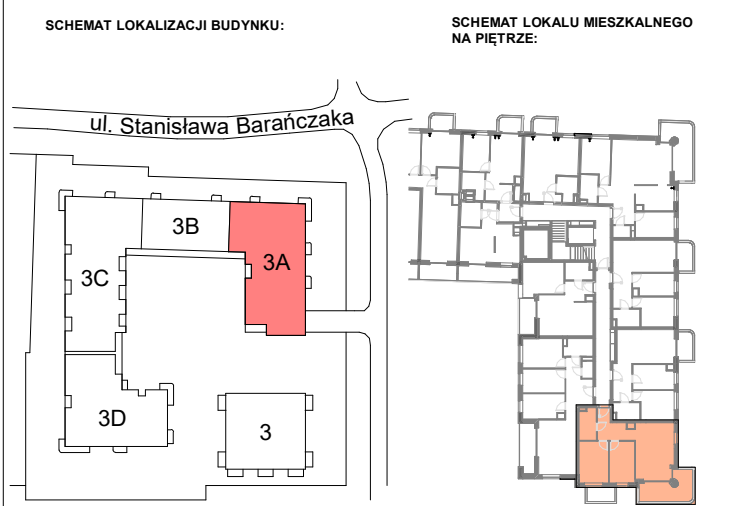 SCHEMAT LOKALIZACJI BUDYNKU:
SCHEMAT LOKALU MIESZKALNEGO
NA PIĘTRZE:
ul. Stanisława Barańczaka
3B
3A
3C
3D
3